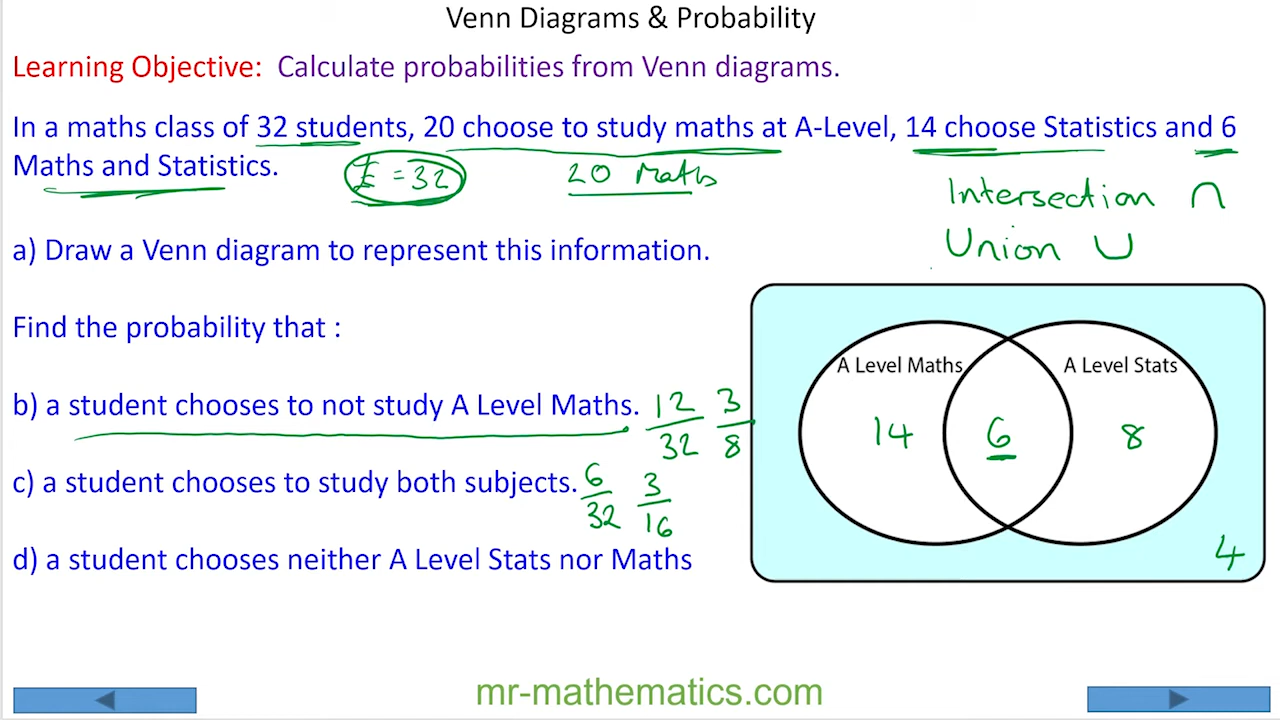 Venn Diagrams & Probability
Learning Objective: Calculate probabilities from Venn diagrams.
In a maths class of 32 students, 20 choose to study maths at A-Level, 14 choose Statistics and 6
Maths and Statistics.
= 32
20 Maths
Intersection ∩
Union ∪
a) Draw a Venn diagram to represent this information.
Find the probability that :
A Level Maths
A Level Stats
b) a student chooses to not study A Level Maths. 12/32 3/8
14 6 8
c) a student chooses to study both subjects. 6/32 3/16
d) a student chooses neither A Level Stats nor Maths
4
mr-mathematics.com